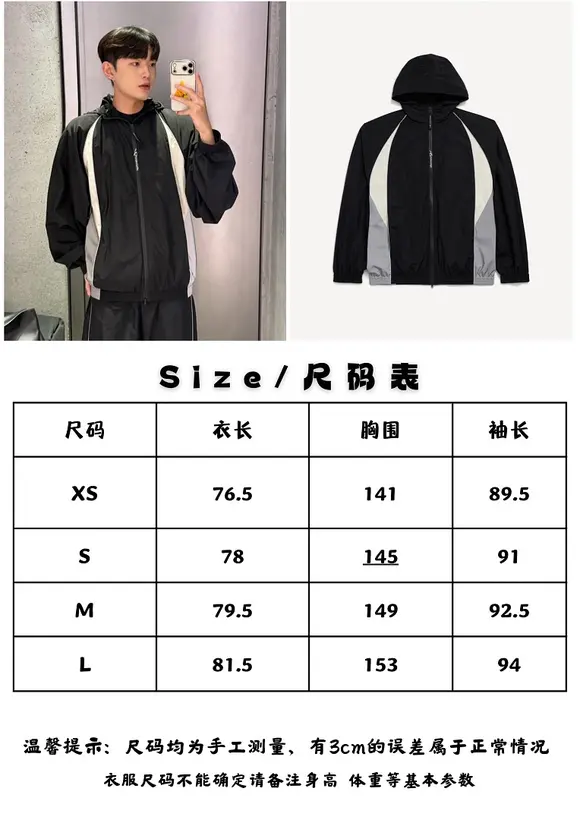 Size/尺码表
尺码 衣长 胸围 袖长
XS 76.5 141 89.5
S 78 145 91
M 79.5 149 92.5
L 81.5 153 94
温馨提示：尺码均为手工测量、有3cm的误差属于正常情况
衣服尺码不能确定请备注身高 体重等基本参数